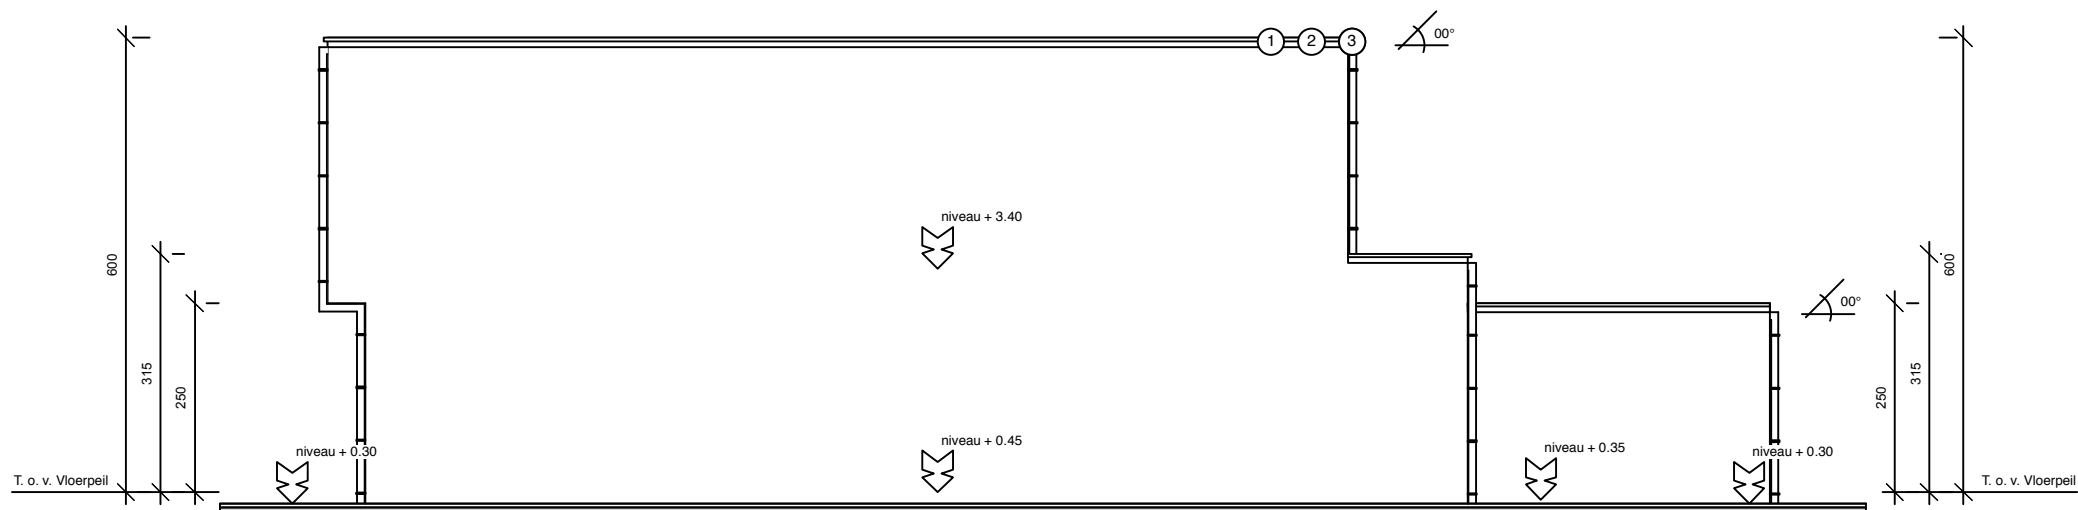 1 2 3
00°
niveau + 3.40
600
600
00°
315
315
250
250
niveau + 0.45
niveau + 0.35
niveau + 0.30
niveau + 0.30
T. o. v. Vloerpeil
T. o. v. Vloerpeil